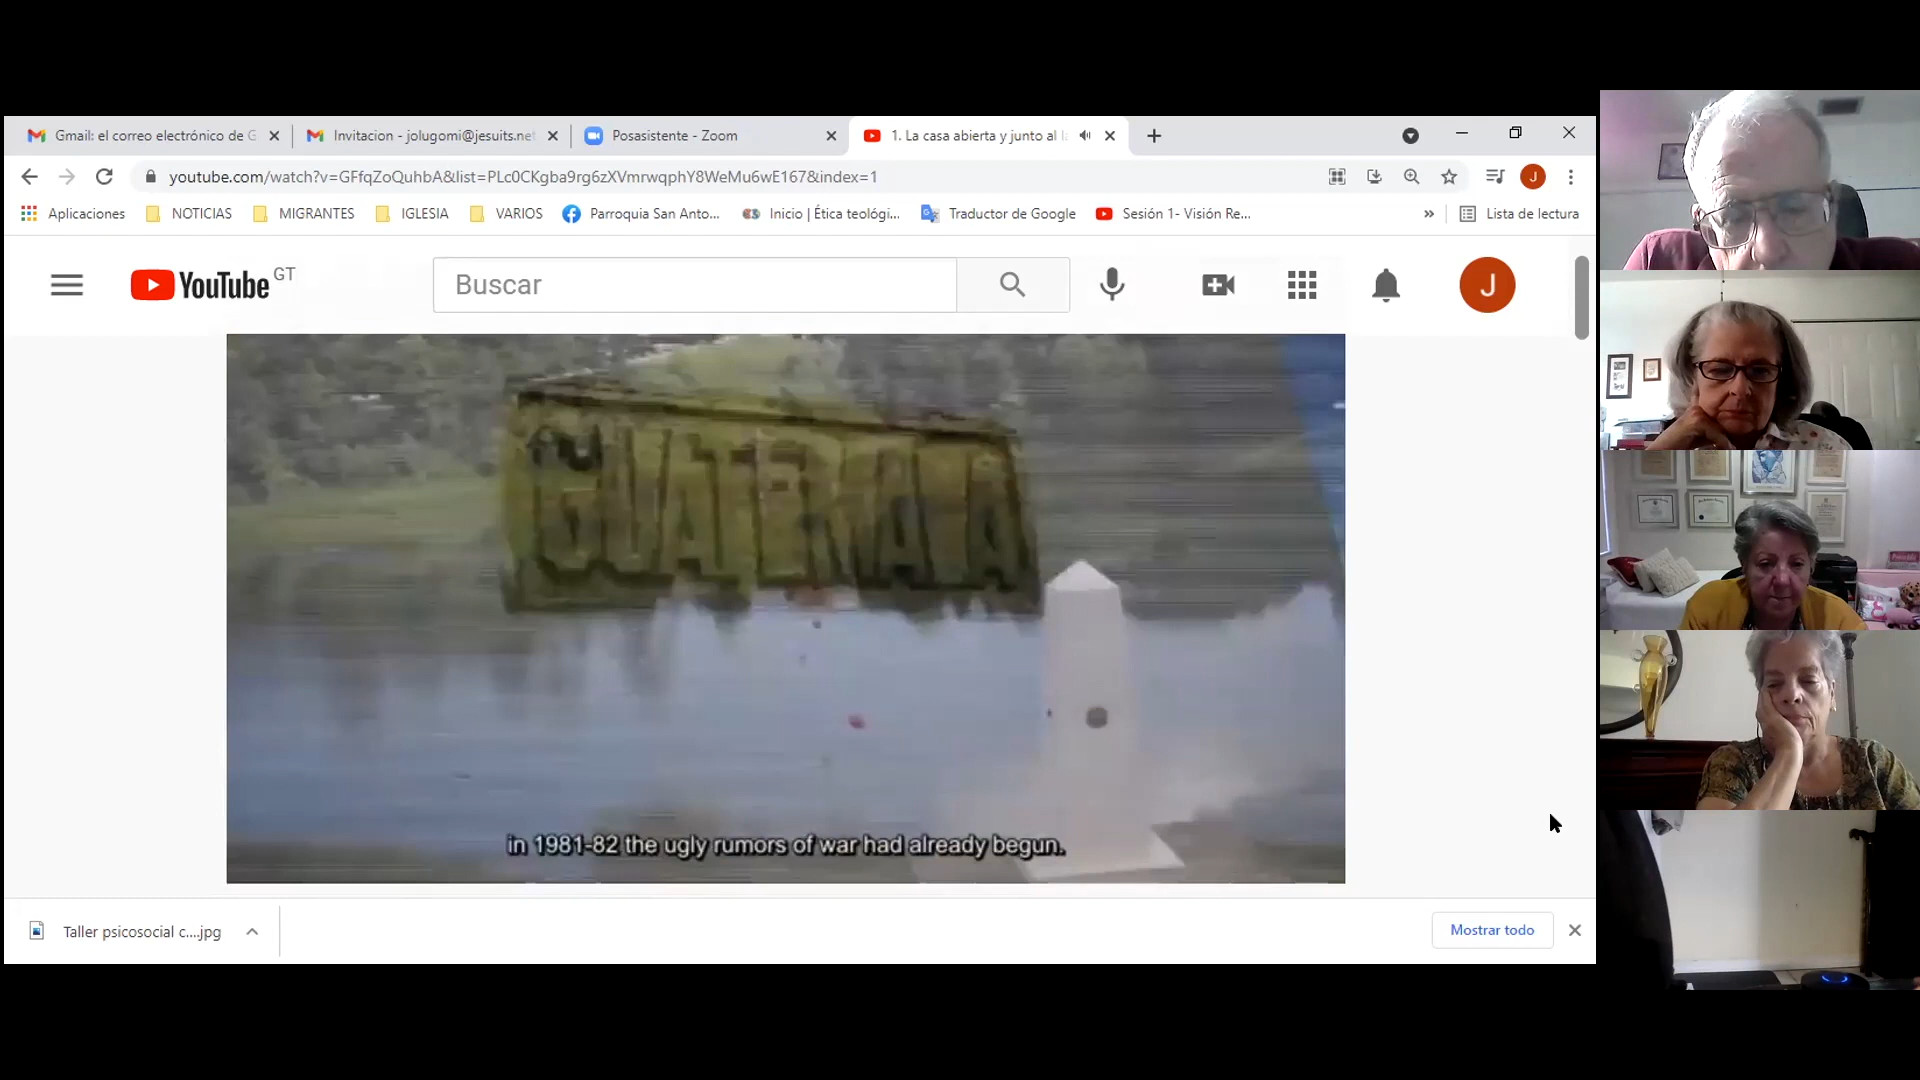 Gmail: el correo electrónico de G
Invitacion - jolugomi@jesuits.net
Posasistente - Zoom
1. La casa abierta y junto al la
youtube.com/watch?v=GFfqZoQuhbA&list=PLc0CKgba9rg6zXVmrwqphY8WeMu6wE167&index=1
J
Aplicaciones
NOTICIAS
MIGRANTES
IGLESIA
VARIOS
Parroquia San Anto...
Inicio | Ética teológi...
Traductor de Google
Sesión 1- Visión Re...
»
Lista de lectura
YouTube GT
Buscar
J
GUATEMALA
in 1981-82 the ugly rumors of war had already begun.
Taller psicosocial c....jpg
Mostrar todo